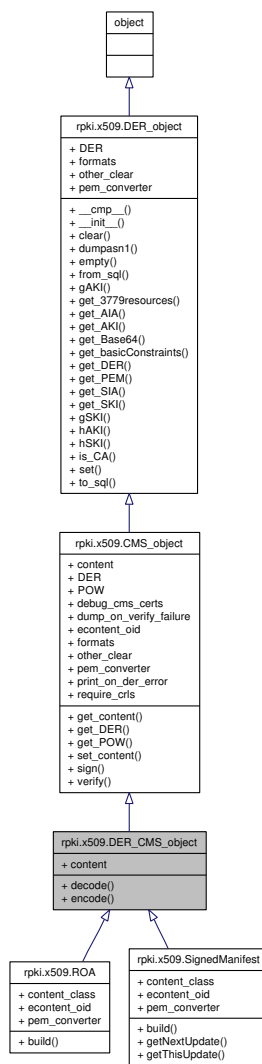 object
rpki.x509.DER_object
+ DER
+ formats
+ other_clear
+ pem_converter
+ __cmp__()
+ __init__()
+ clear()
+ dumpasn1()
+ empty()
+ from_sql()
+ gAKI()
+ get_3779resources()
+ get_AIA()
+ get_AKI()
+ get_Base64()
+ get_basicConstraints()
+ get_DER()
+ get_PEM()
+ get_SIA()
+ get_SKI()
+ gSKI()
+ hAKI()
+ hSKI()
+ is_CA()
+ set()
+ to_sql()
rpki.x509.CMS_object
+ content
+ DER
+ POW
+ debug_cms_certs
+ dump_on_verify_failure
+ econtent_oid
+ formats
+ other_clear
+ pem_converter
+ print_on_der_error
+ require_crls
+ get_content()
+ get_DER()
+ get_POW()
+ set_content()
+ sign()
+ verify()
rpki.x509.DER_CMS_object
+ content
+ decode()
+ encode()
rpki.x509.ROA
+ content_class
+ econtent_oid
+ pem_converter
+ build()
rpki.x509.SignedManifest
+ content_class
+ econtent_oid
+ pem_converter
+ build()
+ getNextUpdate()
+ getThisUpdate()